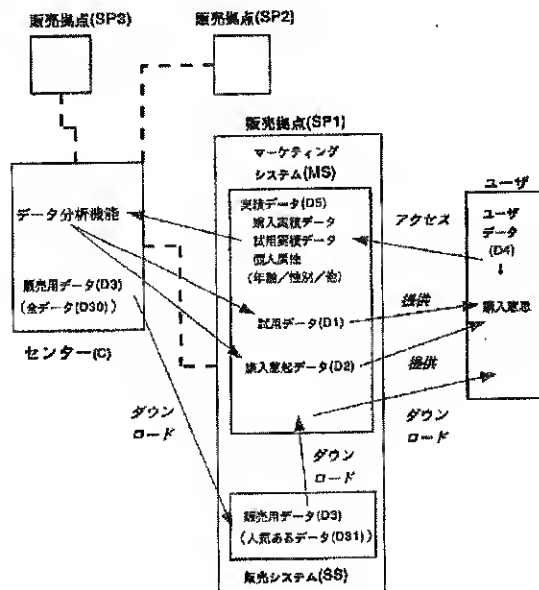 販売拠点(SP3)
販売拠点(SP2)
販売拠点(SP1)
マーケティング
システム(MS)
実績データ(D5)
購入実績データ
試用実績データ
個人属性
(年齢／性別／他)
試用データ(D1)
購入意起データ(D2)
データ分析機能
販売用データ(D3)
(全データ(D30))
センター(C)
ユーザ
ユーザ
データ
(D4)
↓
購入意思
アクセス
提供
提供
ダウン
ロード
ダウン
ロード
ダウン
ロード
販売用データ(D3)
(人気あるデータ(D31))
販売システム(SS)